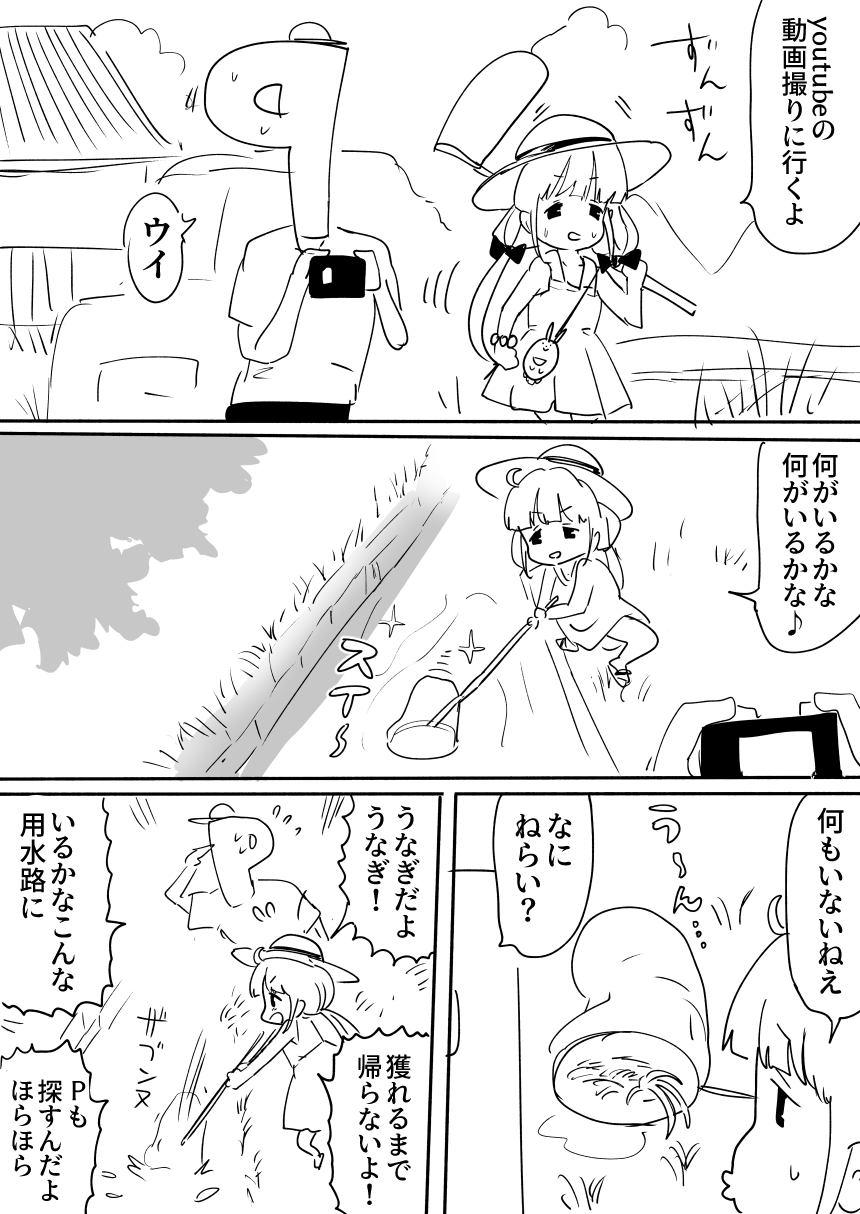 youtubeの
動画撮りに行くよ
ずんずん
ウイ
何がいるかな
何がいるかな♪
スイ〜
何もいないねえ
うーん…
なに
ねらい？
うなぎだよ
うなぎ！
いるかなこんな
用水路に
獲れるまで
帰らないよ！
Pも
探すんだよ
ほらほら